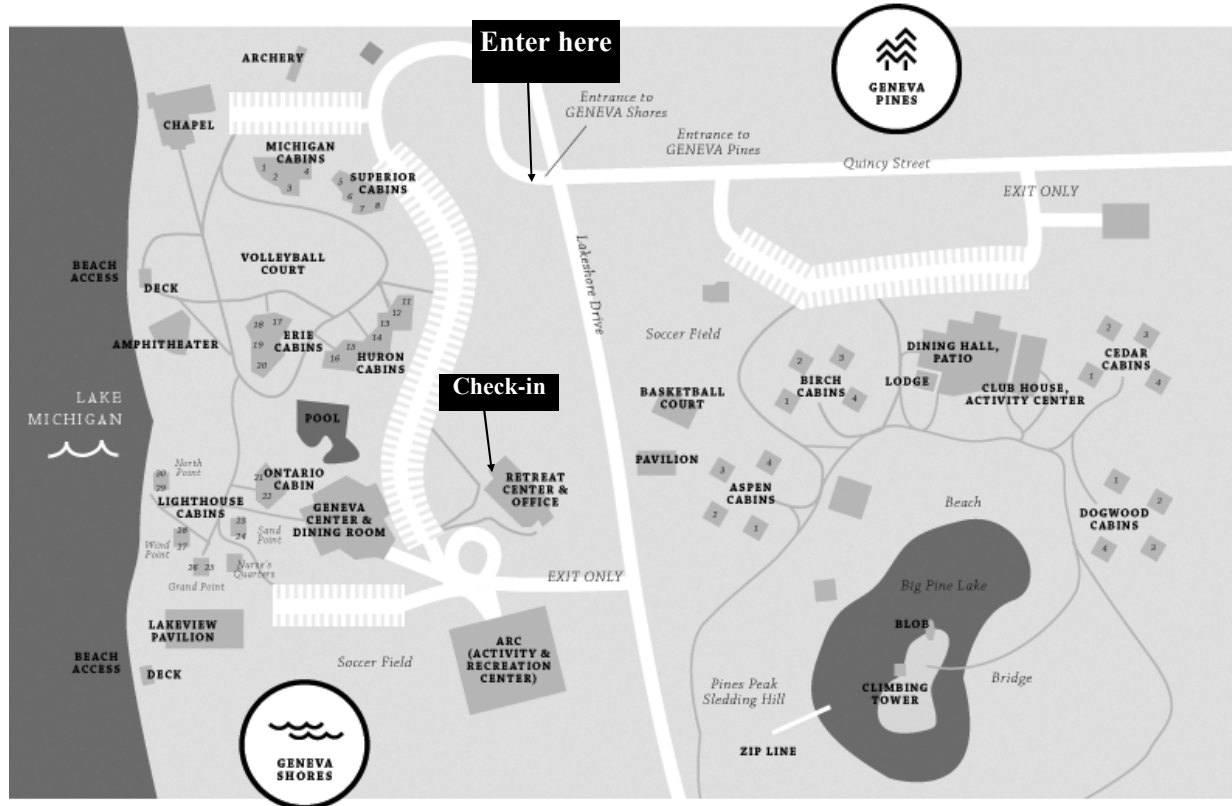 Enter here
ARCHERY
Entrance to
GENEVA Shores
GENEVA
PINES
CHAPEL
Entrance to
GENEVA Pines
MICHIGAN
CABINS
1
2
3
4
Quincy Street
SUPERIOR
CABINS
5
6
7
8
EXIT ONLY
Lakeshore Drive
VOLLEYBALL
COURT
BEACH
ACCESS
DECK
AMPHITHEATER
18
17
19
20
ERIE
CABINS
11
12
13
14
15
16
HURON
CABINS
Soccer Field
DINING HALL,
PATIO
LODGE
CLUB HOUSE,
ACTIVITY CENTER
2
3
1
4
BIRCH
CABINS
2
3
1
4
CEDAR
CABINS
Check-in
BASKETBALL
COURT
LAKE
MICHIGAN
POOL
PAVILION
North
Point
30
29
21
22
ONTARIO
CABIN
RETREAT
CENTER &
OFFICE
3
4
2
1
ASPEN
CABINS
1
2
4
3
DOGWOOD
CABINS
LIGHTHOUSE
CABINS
GENEVA
CENTER &
DINING ROOM
Beach
23
24
Sand
Point
28
27
Wind
Point
26 25
Nurse's
Quarters
Grand Point
EXIT ONLY
Big Pine Lake
LAKEVIEW
PAVILION
BLOB
BEACH
ACCESS
DECK
Soccer Field
ARC
(ACTIVITY &
RECREATION
CENTER)
Bridge
Pines Peak
Sledding Hill
CLIMBING
TOWER
ZIP LINE
GENEVA
SHORES